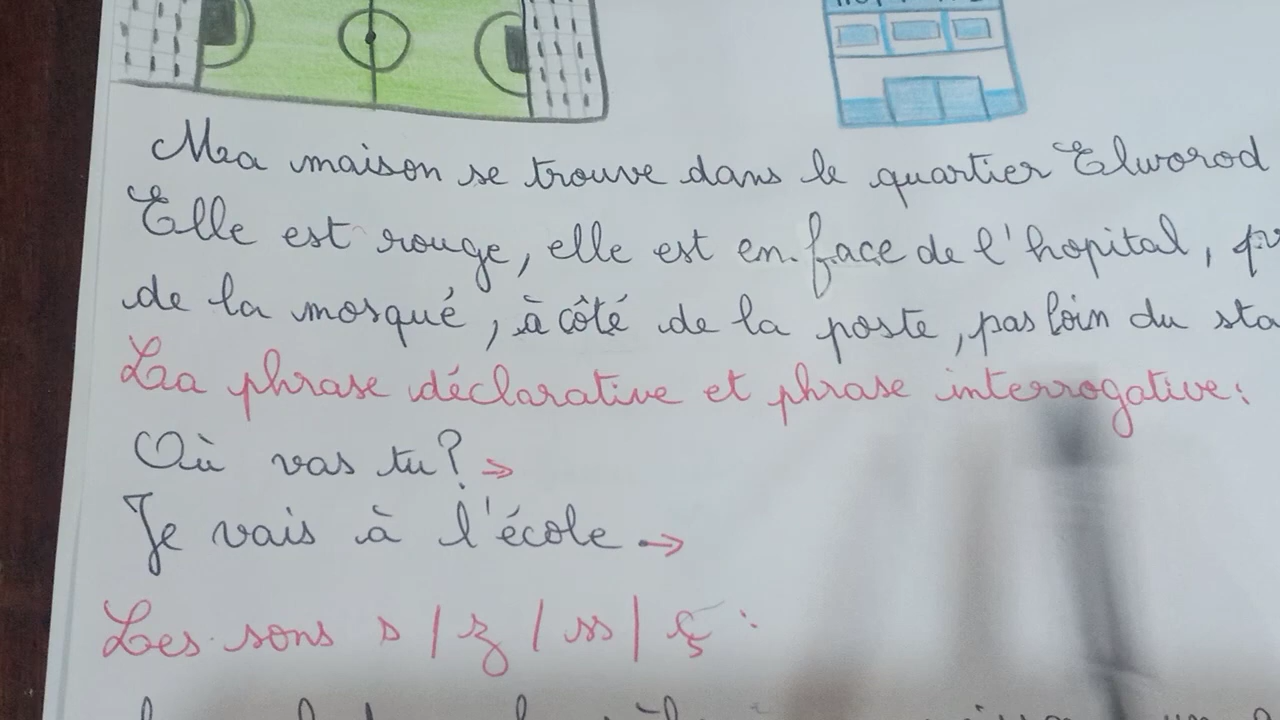 Ma maison se trouve dans le quartier Elworod
Elle est rouge, elle est en face de l'hopital,
de la mosqué, à côté de la poste, pas loin du
La phrase déclarative et phrase interrogative:
Où vas tu? →
Je vais à l'école. →
Les sons s / z / ss / ç :